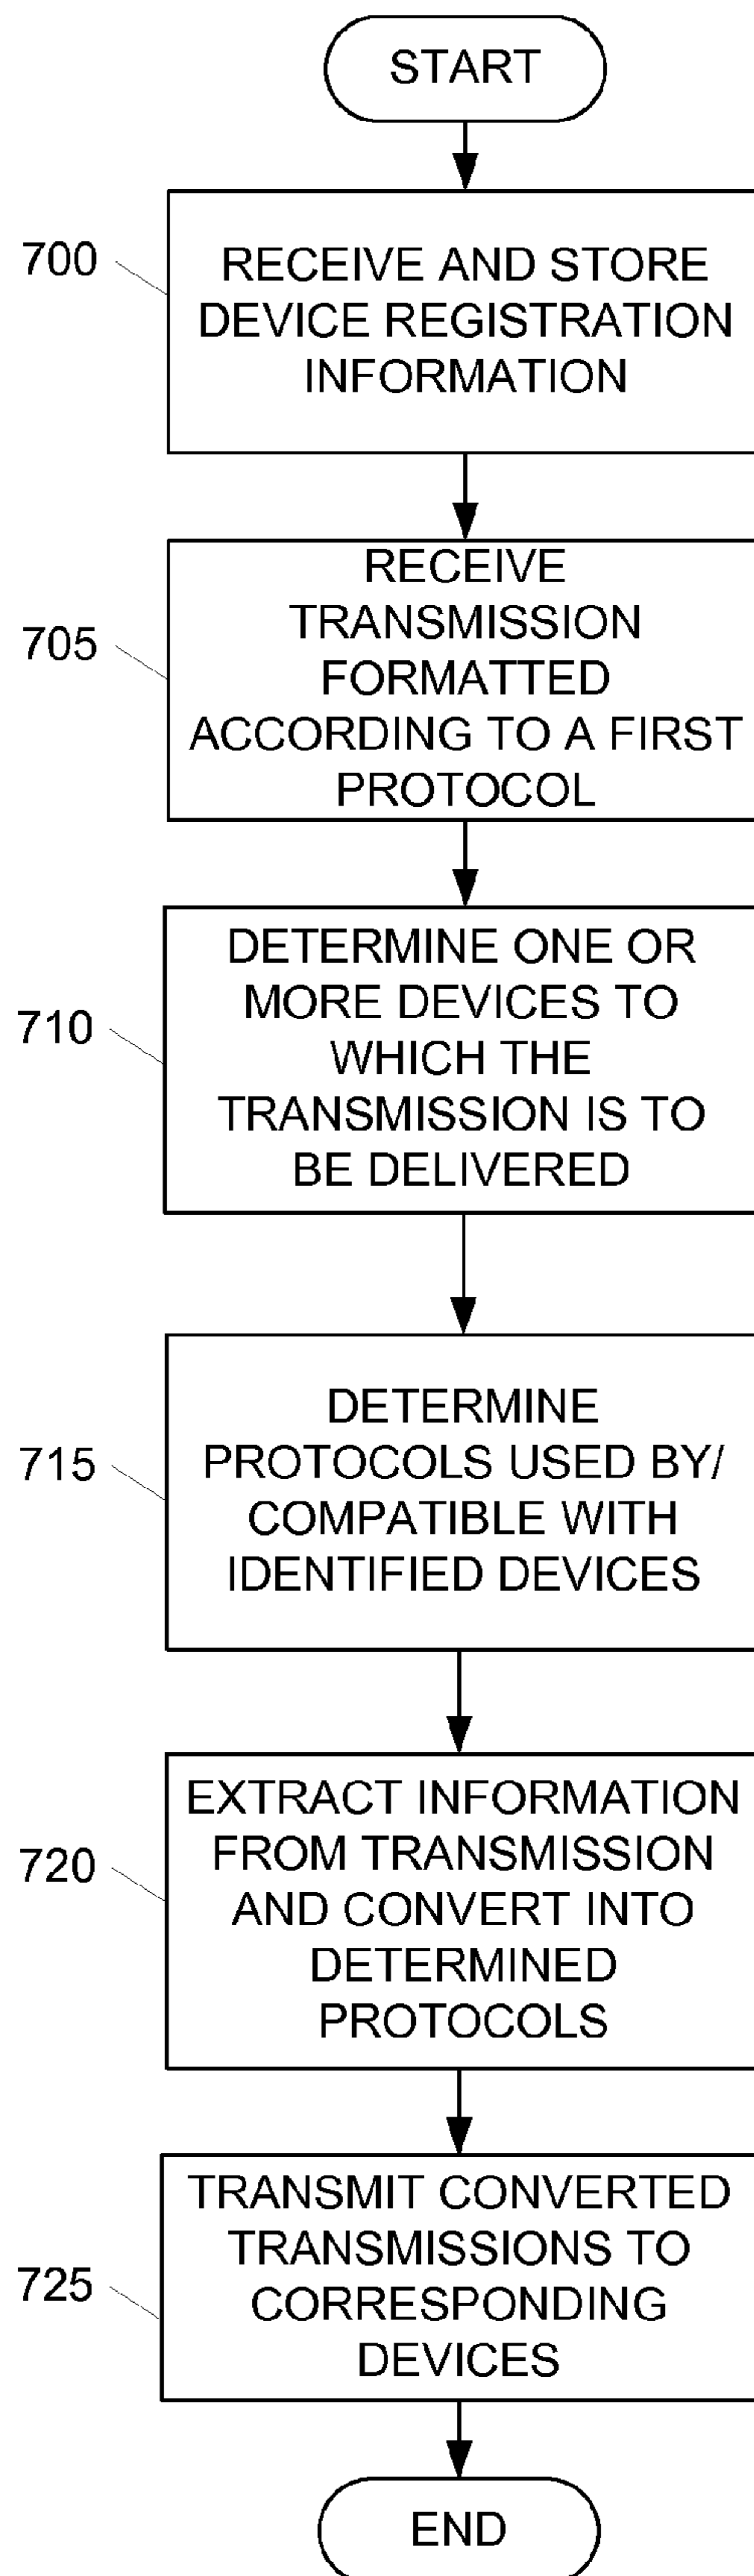 START
700
RECEIVE AND STORE
DEVICE REGISTRATION
INFORMATION
705
RECEIVE
TRANSMISSION
FORMATTED
ACCORDING TO A FIRST
PROTOCOL
710
DETERMINE ONE OR
MORE DEVICES TO
WHICH THE
TRANSMISSION IS TO
BE DELIVERED
715
DETERMINE
PROTOCOLS USED BY/
COMPATIBLE WITH
IDENTIFIED DEVICES
720
EXTRACT INFORMATION
FROM TRANSMISSION
AND CONVERT INTO
DETERMINED
PROTOCOLS
725
TRANSMIT CONVERTED
TRANSMISSIONS TO
CORRESPONDING
DEVICES
END